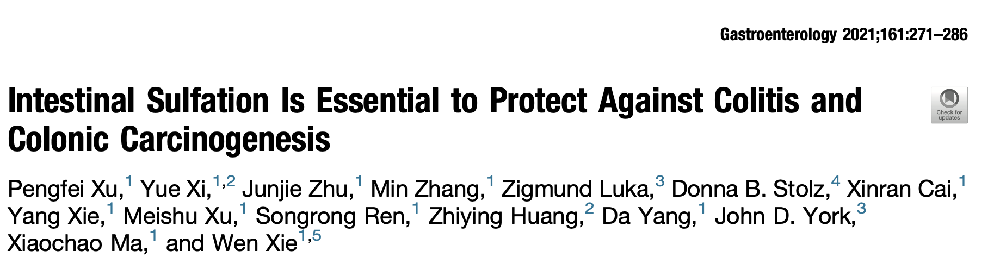 Gastroenterology 2021;161:271–286
Intestinal Sulfation Is Essential to Protect Against Colitis and
Colonic Carcinogenesis
Check for
updates
Pengfei Xu,1 Yue Xi,1,2 Junjie Zhu,1 Min Zhang,1 Zigmund Luka,3 Donna B. Stolz,4 Xinran Cai,1
Yang Xie,1 Meishu Xu,1 Songrong Ren,1 Zhiying Huang,2 Da Yang,1 John D. York,3
Xiaochao Ma,1 and Wen Xie1,5